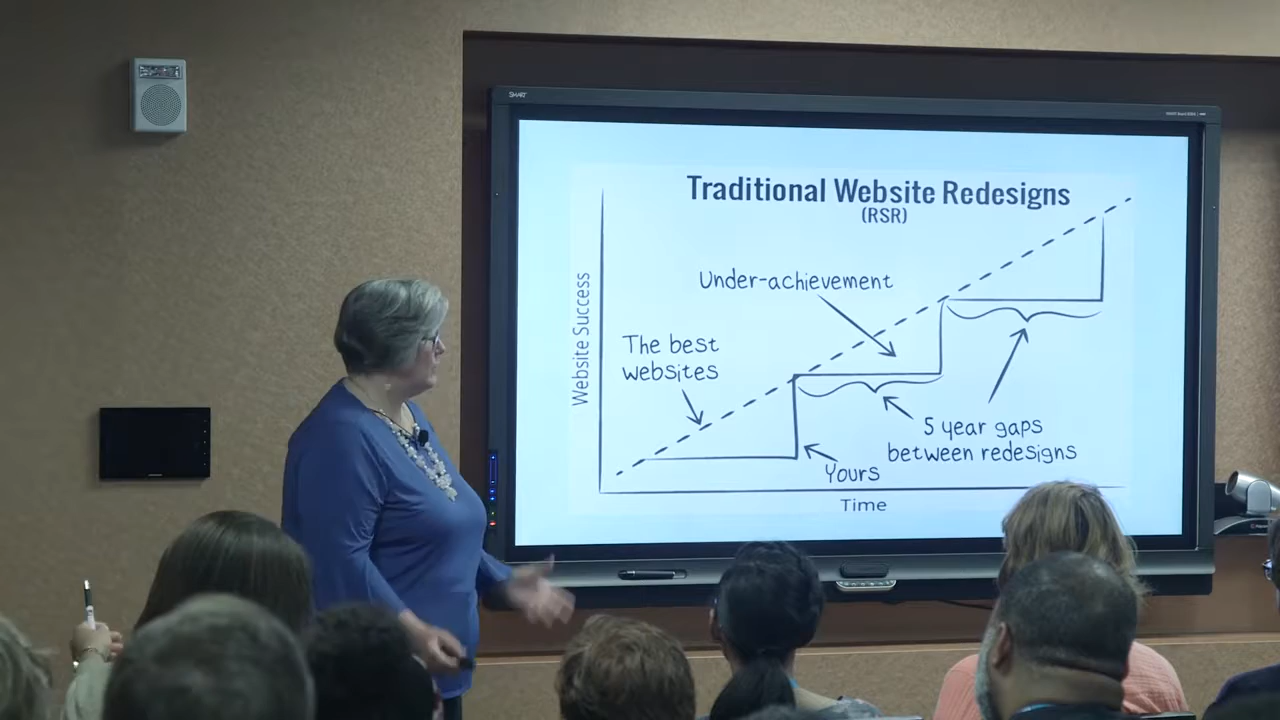 SMART
Traditional Website Redesigns
(RSR)
Under-achievement
The best
websites
Website Success
5 year gaps
between redesigns
Yours
Time